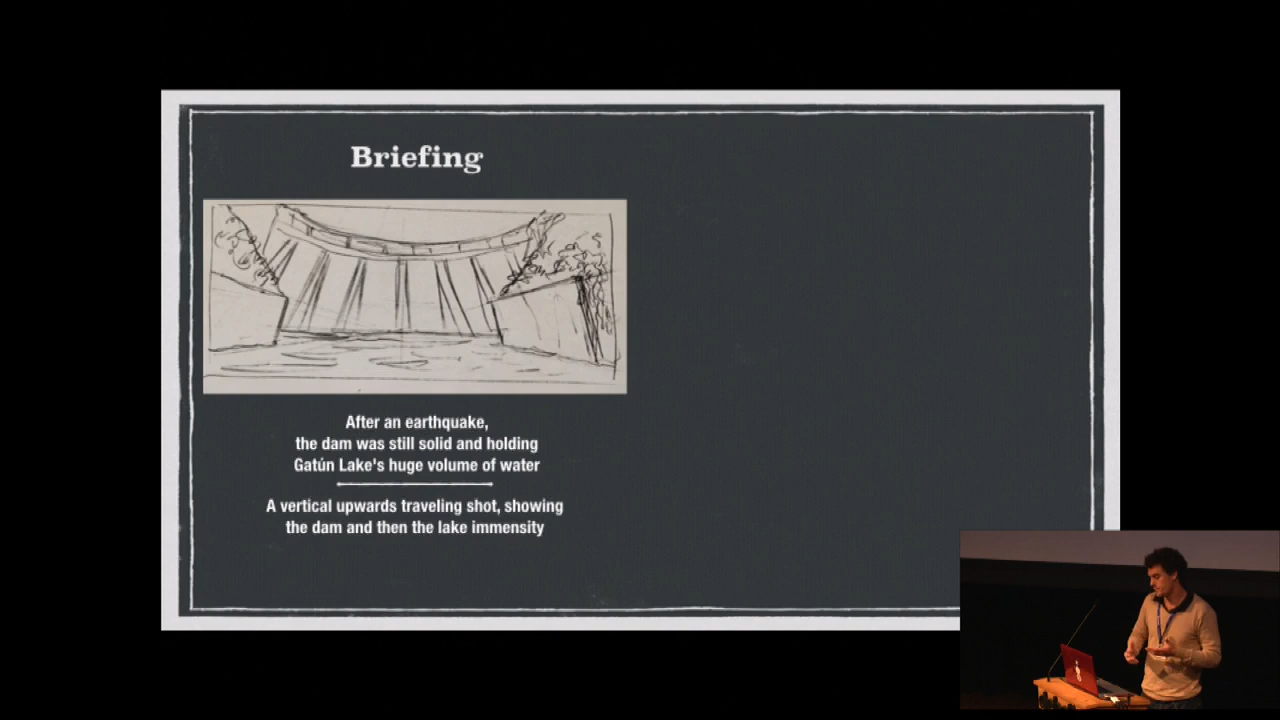 Briefing
After an earthquake,
the dam was still solid and holding
Gatún Lake's huge volume of water
A vertical upwards traveling shot, showing
the dam and then the lake immensity